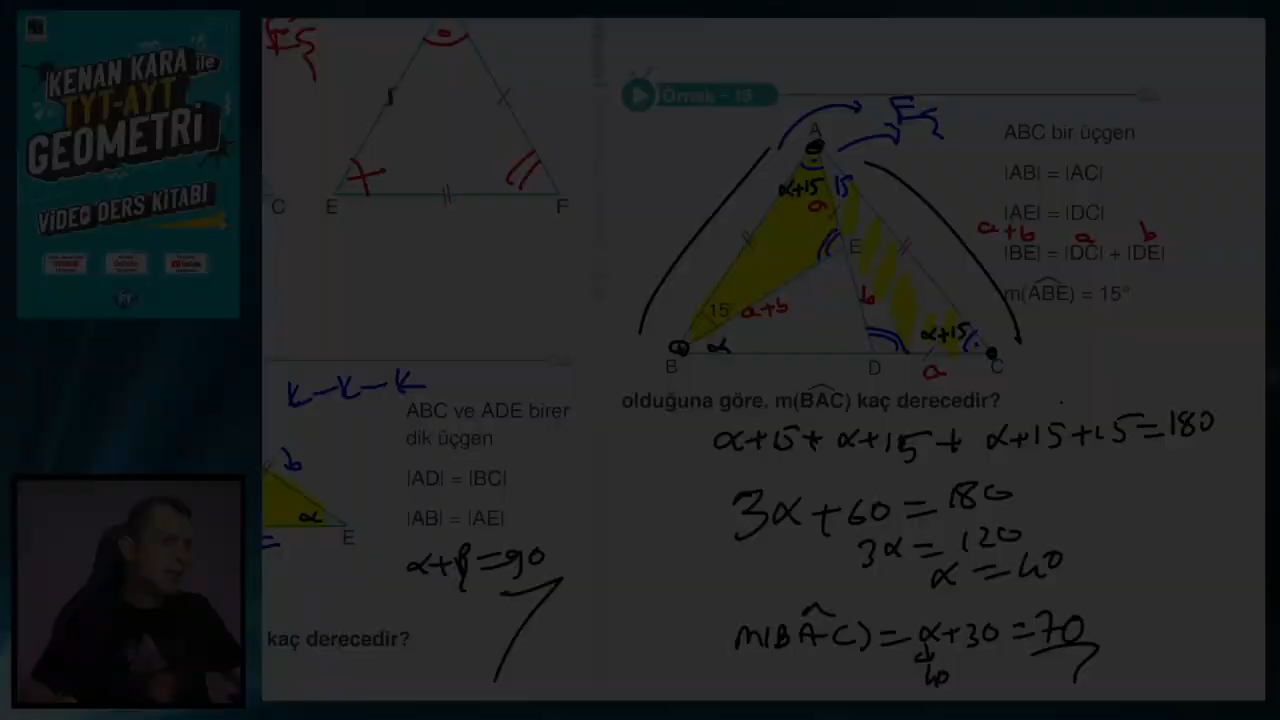 KENAN KARA ile
TYT-AYT
GEOMETRİ
VİDEO DERS KİTABI
Eş
C
E
F
K-K-K
b
α
E
ABC ve ADE birer
dik üçgen
|AD| = |BC|
|AB| = |AE|
α+β=90
kaç derecedir?
Örnek - 15
Eş
A
α+15
15
a
E
15°
a+b
b
α
α+15
B
D
a
C
ABC bir üçgen
|AB| = |AC|
|AE| = |DC|
a+b a b
|BE| = |DC| + |DE|
m(ABE) = 15°
olduğuna göre, m(BAC) kaç derecedir?
α+15+α+15+α+15+15=180
3α+60=180
3α=120
α=40
m(BAC)=α+30=70
40